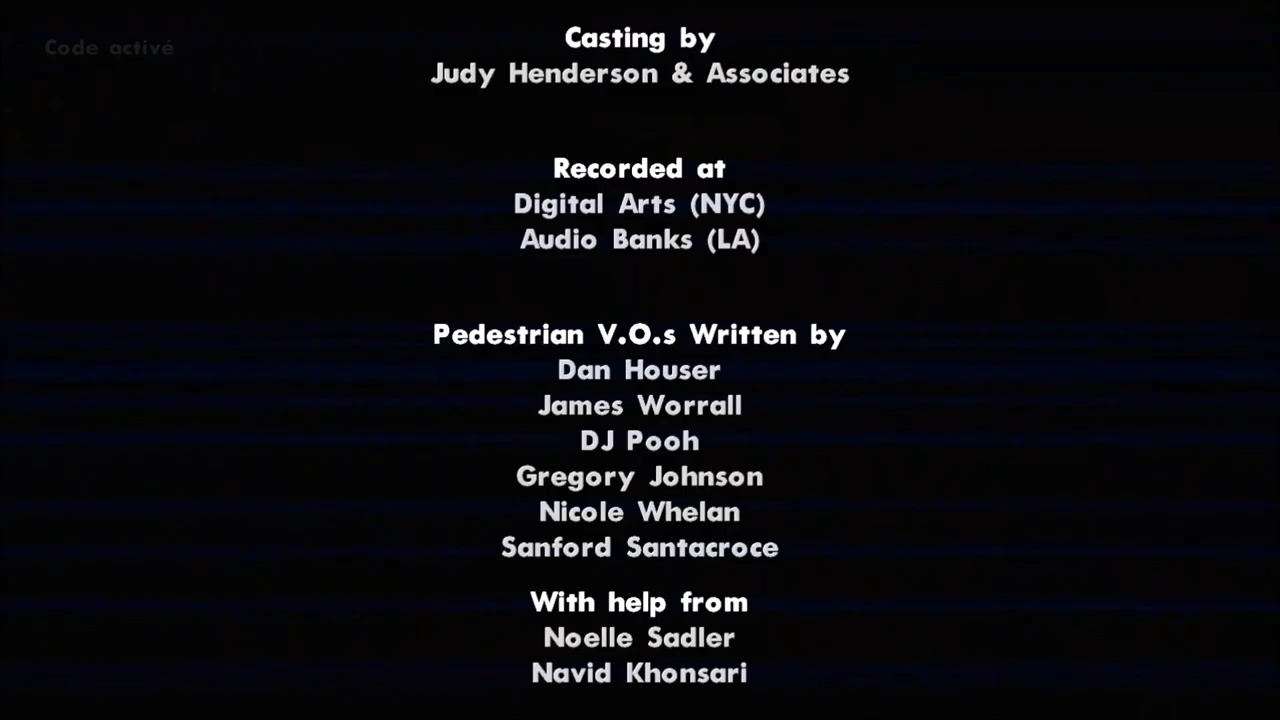 Code activé
Casting by
Judy Henderson & Associates
Recorded at
Digital Arts (NYC)
Audio Banks (LA)
Pedestrian V.O.s Written by
Dan Houser
James Worrall
DJ Pooh
Gregory Johnson
Nicole Whelan
Sanford Santacroce
With help from
Noelle Sadler
Navid Khonsari